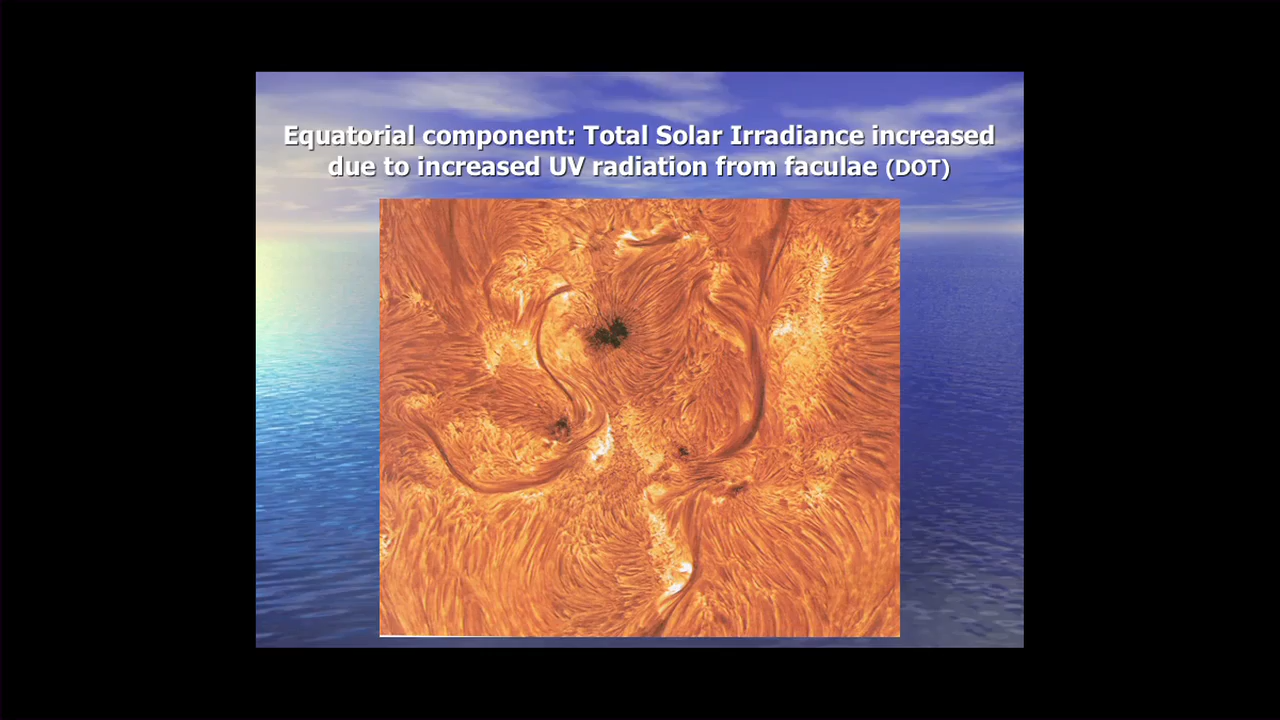 Equatorial component: Total Solar Irradiance increased
due to increased UV radiation from faculae (DOT)